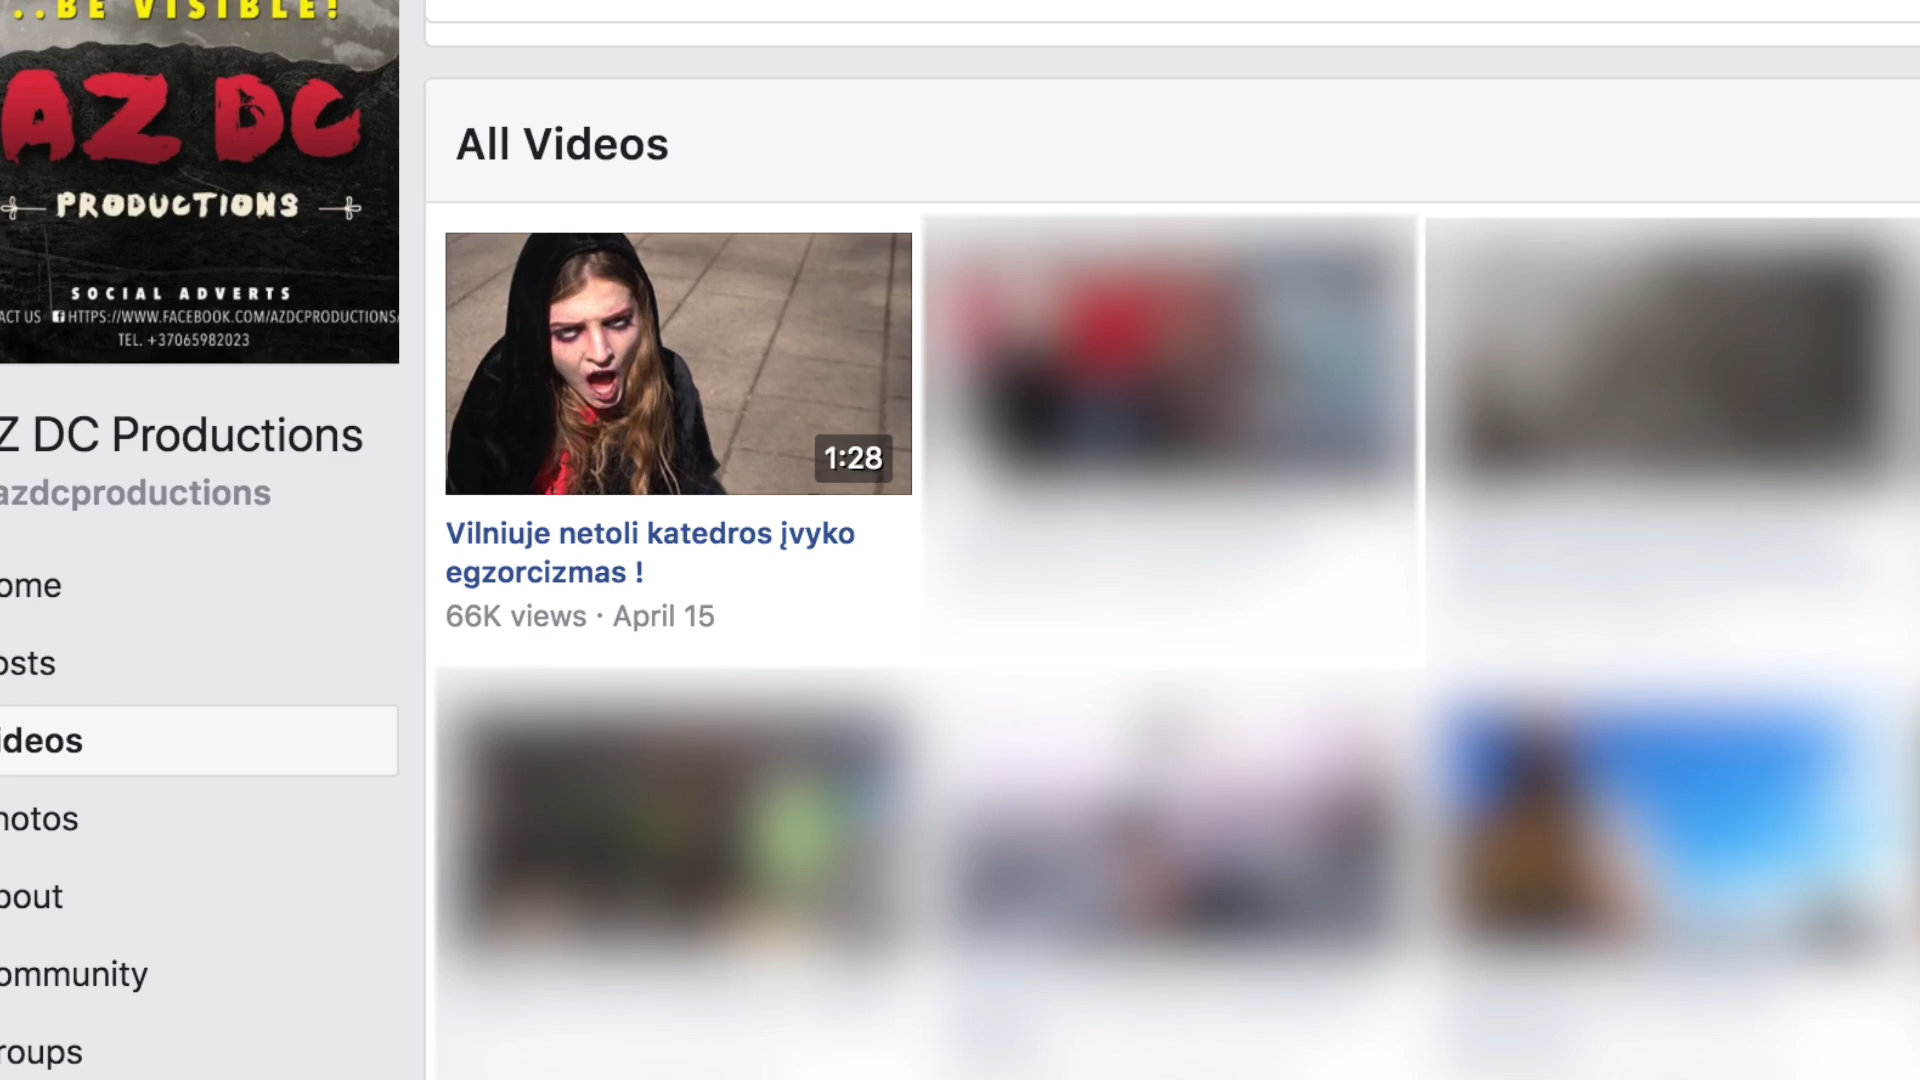 ..BE VISIBLE!
AZ DC
PRODUCTIONS
SOCIAL ADVERTS
ACT US HTTPS://WWW.FACEBOOK.COM/AZDCPRODUCTIONS/
TEL. +37065982023
Z DC Productions
azdcproductions
ome
osts
ideos
hotos
bout
ommunity
roups
All Videos
1:28
Vilniuje netoli katedros įvyko
egzorcizmas !
66K views · April 15